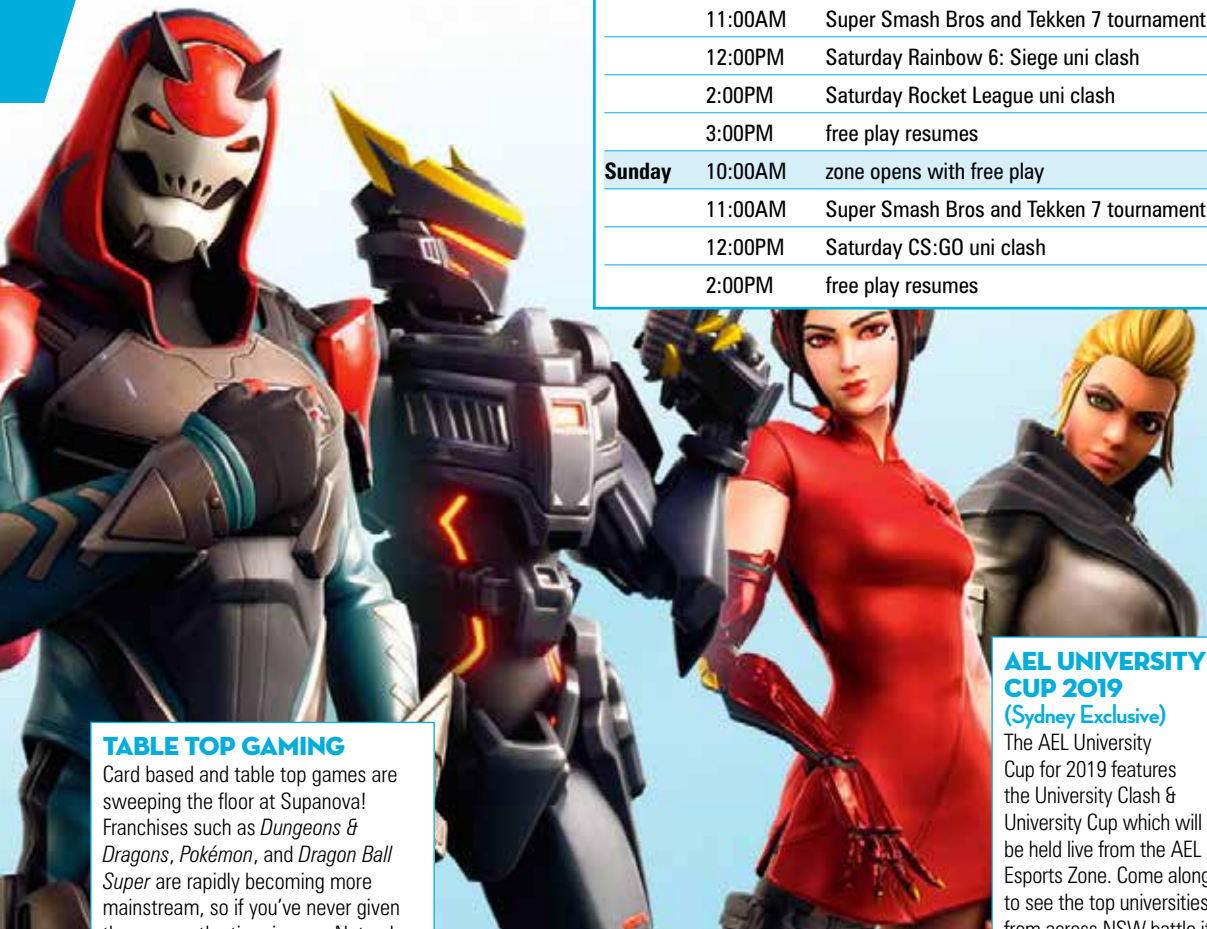 11:00AM Super Smash Bros and Tekken 7 tournament
12:00PM Saturday Rainbow 6: Siege uni clash
2:00PM Saturday Rocket League uni clash
3:00PM free play resumes
Sunday 10:00AM zone opens with free play
11:00AM Super Smash Bros and Tekken 7 tournament
12:00PM Saturday CS:GO uni clash
2:00PM free play resumes
TABLE TOP GAMING
Card based and table top games are
sweeping the floor at Supanova!
Franchises such as Dungeons &
Dragons, Pokémon, and Dragon Ball
Super are rapidly becoming more
mainstream, so if you've never given
AEL UNIVERSITY
CUP 2019
(Sydney Exclusive)
The AEL University
Cup for 2019 features
the University Clash &
University Cup which will
be held live from the AEL
Esports Zone. Come along
to see the top universities
from across NSW battle it